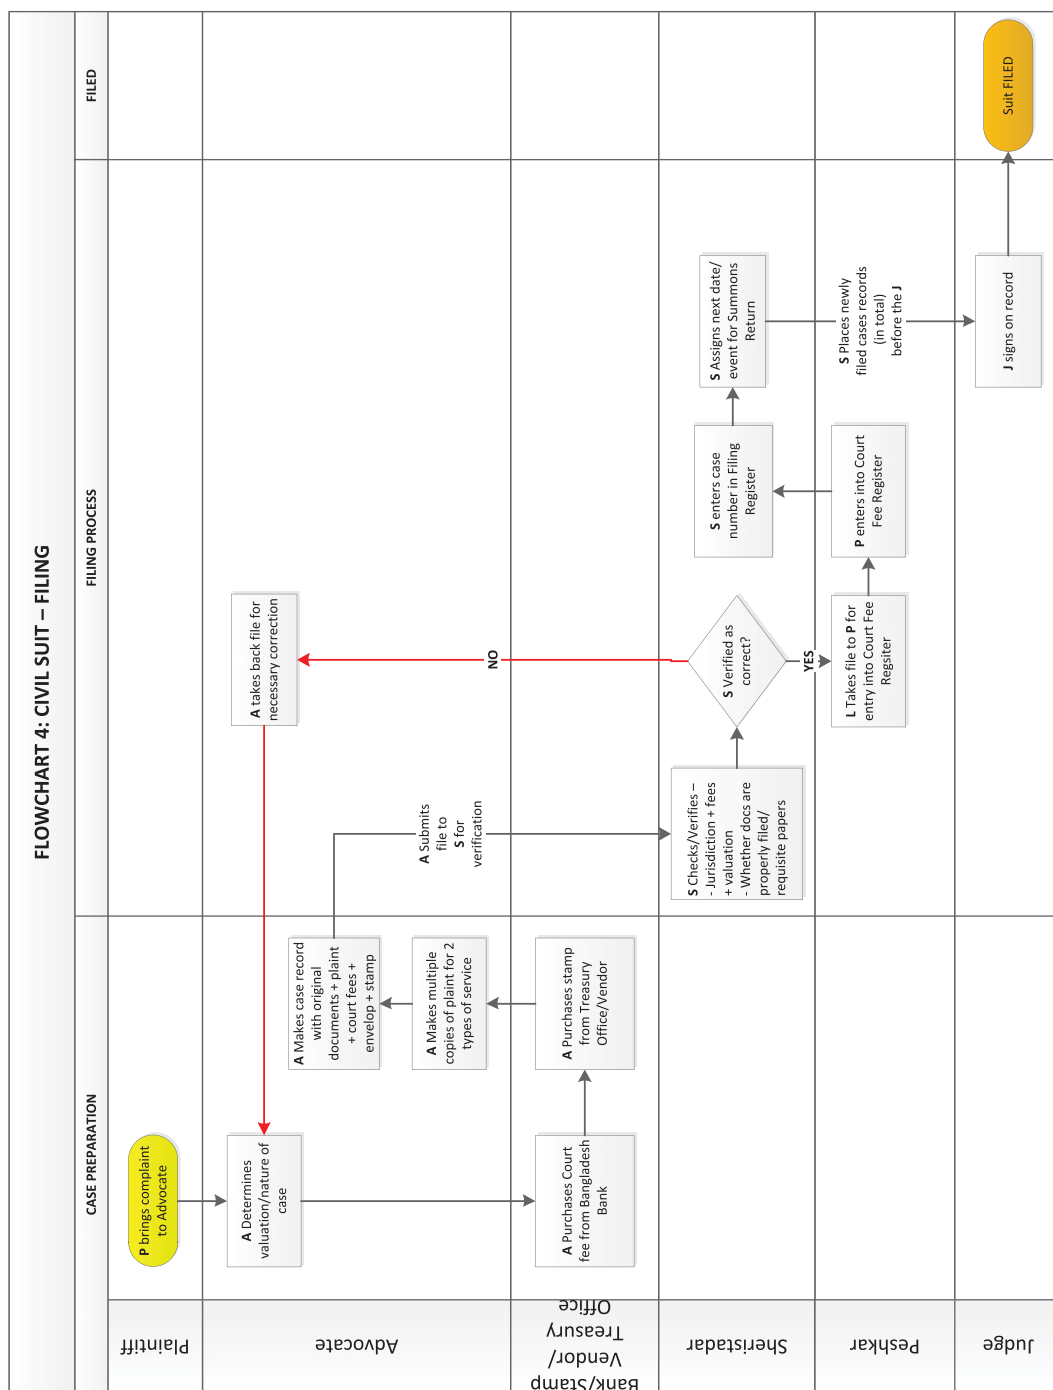 FLOWCHART 4: CIVIL SUIT – FILING
CASE PREPARATION
FILING PROCESS
FILED
Plaintiff
P brings complaint
to Advocate
Advocate
A Determines
valuation/nature of
case
A Makes case record
with original
documents + plaint
+ court fees +
envelop + stamp
A Makes multiple
copies of plaint for 2
types of service
A takes back file for
necessary correction
A Submits
file to
S for
verification
NO
Bank/Stamp
Vendor/
Treasury
Office
A Purchases Court
fee from Bangladesh
Bank
A Purchases stamp
from Treasury
Office/Vendor
Sheristadar
S Checks/Verifies –
- Jurisdiction + fees
+ valuation
- Whether docs are
properly filed/
requisite papers
S Verified as
correct?
YES
S enters case
number in Filing
Register
S Assigns next date/
event for Summons
Return
Peshkar
L Takes file to P for
entry into Court Fee
Regsiter
P enters into Court
Fee Register
S Places newly
filed cases records
(in total)
before the J
Judge
J signs on record
Suit FILED